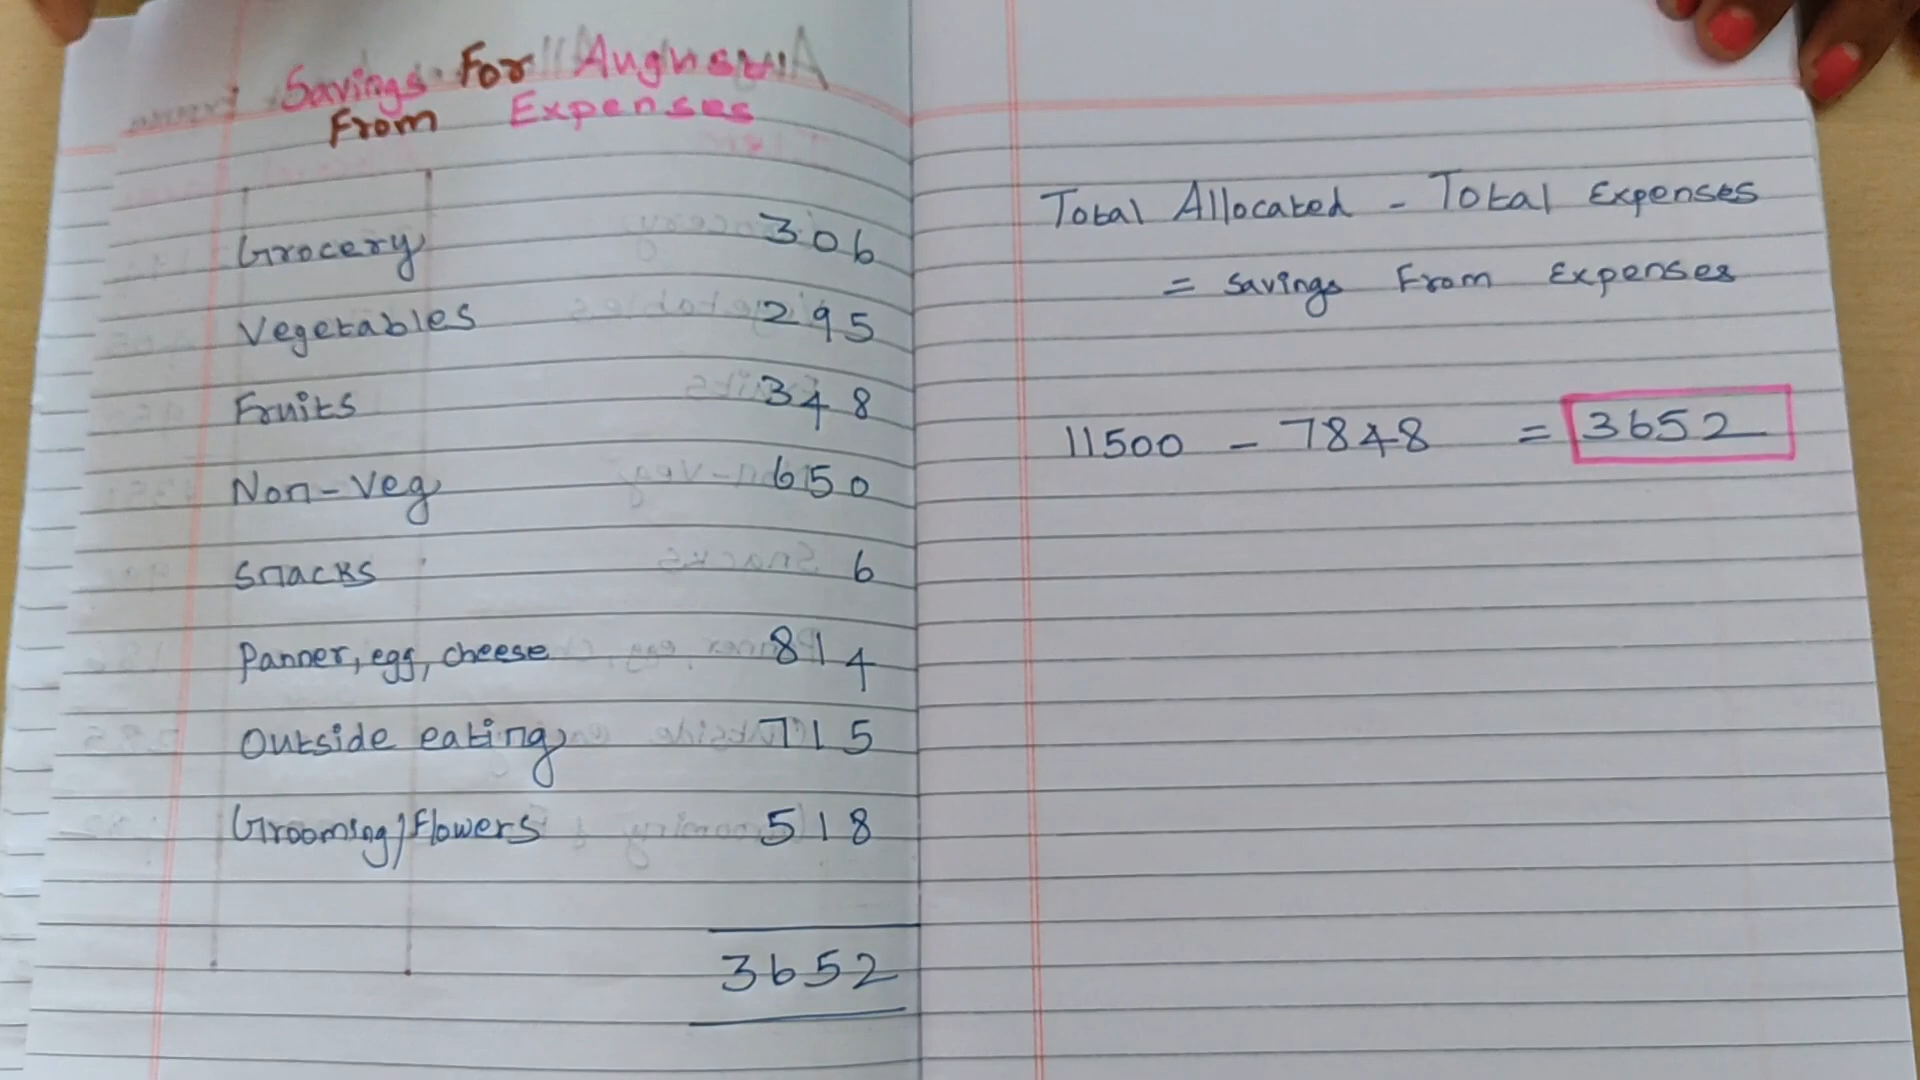 Savings For August
From Expenses
Grocery 306
Vegetables 295
Fruits 348
Non-Veg 650
Snacks 6
Panner, egg, cheese 814
Outside eating 715
Grooming/Flowers 518
3652
Total Allocated - Total Expenses
= Savings From Expenses
11500 - 7848 = 3652